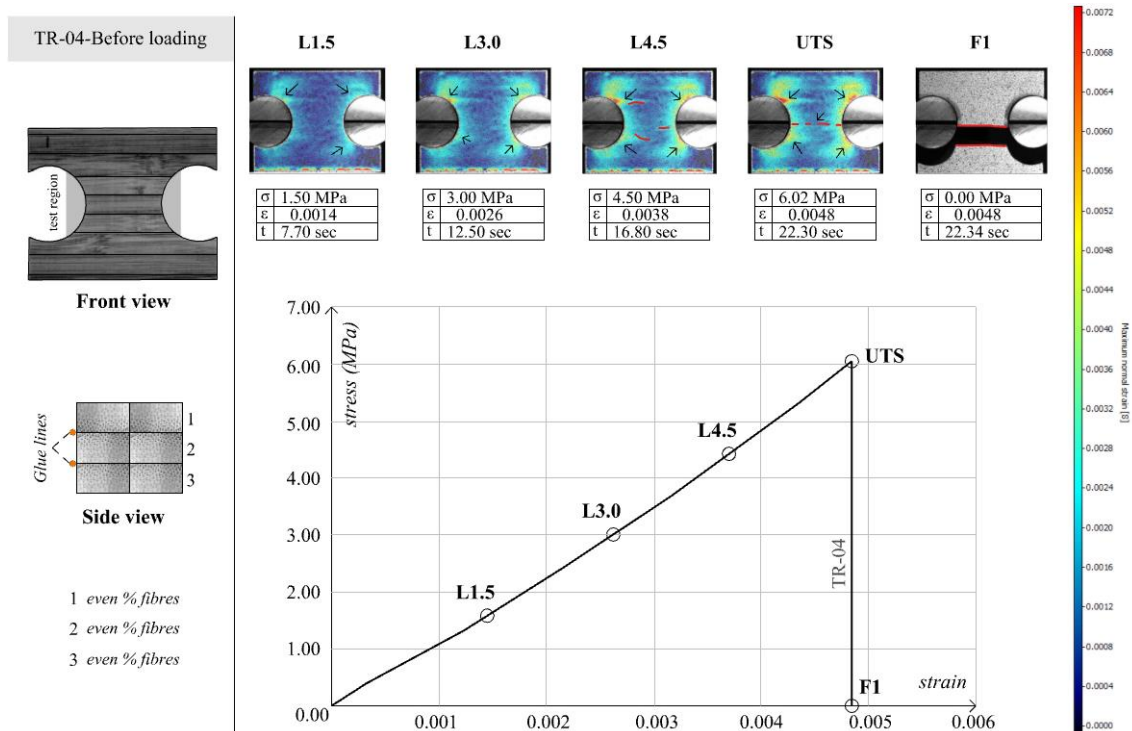 TR-04-Before loading
test region
Front view
Glue lines
1
2
3
Side view
1 even % fibres
2 even % fibres
3 even % fibres
L1.5
L3.0
L4.5
UTS
F1
σ 1.50 MPa
ε 0.0014
t 7.70 sec
σ 3.00 MPa
ε 0.0026
t 12.50 sec
σ 4.50 MPa
ε 0.0038
t 16.80 sec
σ 6.02 MPa
ε 0.0048
t 22.30 sec
σ 0.00 MPa
ε 0.0048
t 22.34 sec
7.00
6.00
5.00
4.00
3.00
2.00
1.00
0.00
stress (MPa)
L1.5
L3.0
L4.5
UTS
TR-04
F1
strain
0.001
0.002
0.003
0.004
0.005
0.006
0.0072
0.0068
0.0064
0.0060
0.0056
0.0052
0.0048
0.0044
0.0040
0.0036
0.0032
0.0028
0.0024
0.0020
0.0016
0.0012
0.0008
0.0004
0.0000
Maximum normal strain [S]